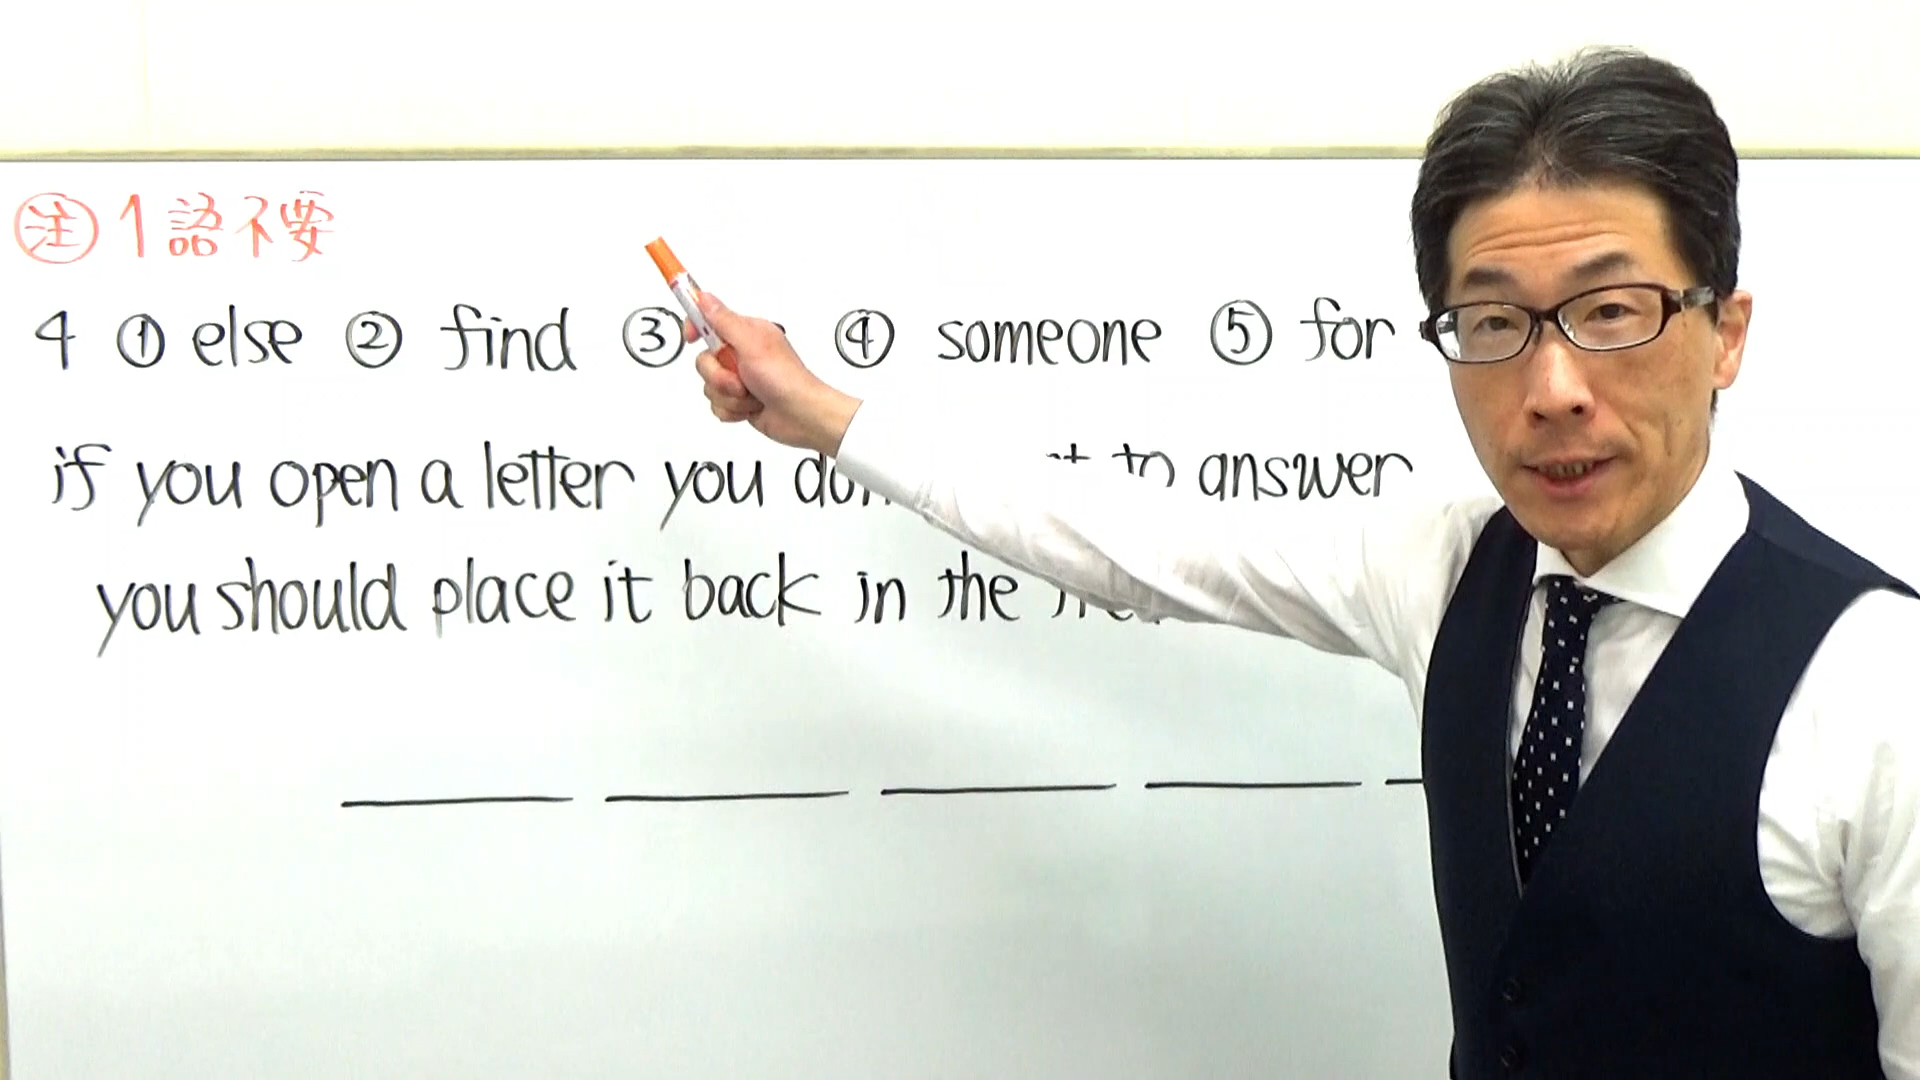 注 1語不要
4 ① else ② find ③ ④ someone ⑤ for
if you open a letter you to answer
you should place it back in the